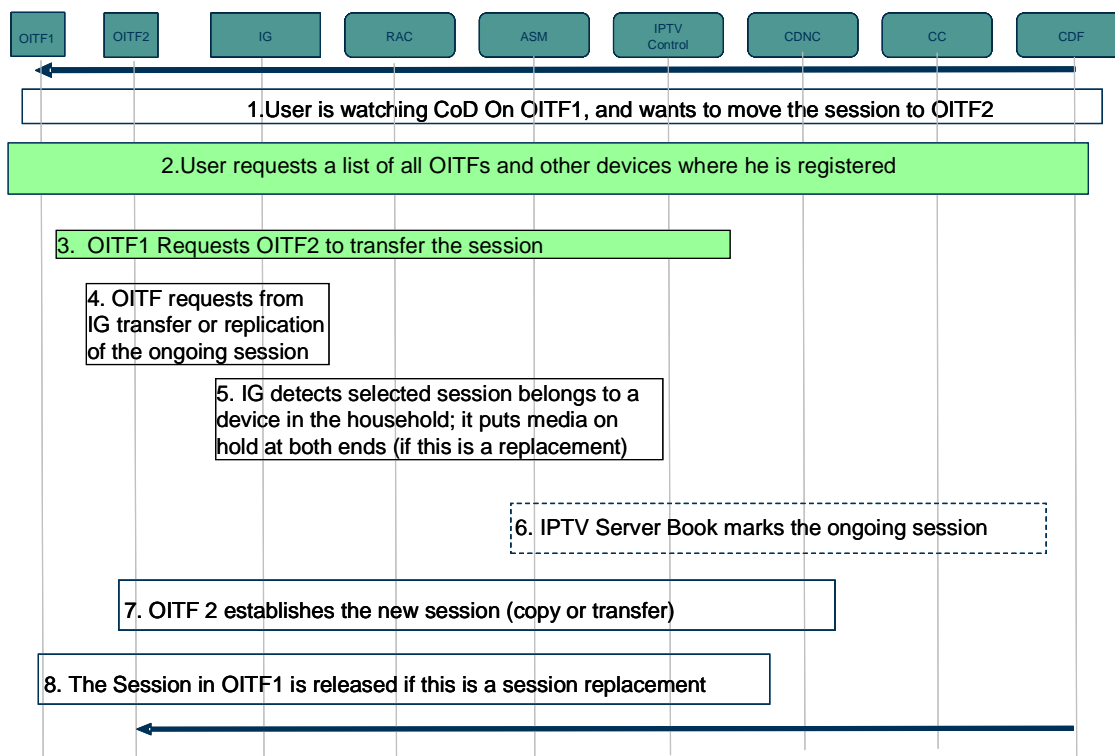 OITF1
OITF2
IG
RAC
ASM
IPTV
Control
CDNC
CC
CDF
1.User is watching CoD On OITF1, and wants to move the session to OITF2
2.User requests a list of all OITFs and other devices where he is registered
3. OITF1 Requests OITF2 to transfer the session
4. OITF requests from
IG transfer or replication
of the ongoing session
5. IG detects selected session belongs to a
device in the household; it puts media on
hold at both ends (if this is a replacement)
6. IPTV Server Book marks the ongoing session
7. OITF 2 establishes the new session (copy or transfer)
8. The Session in OITF1 is released if this is a session replacement